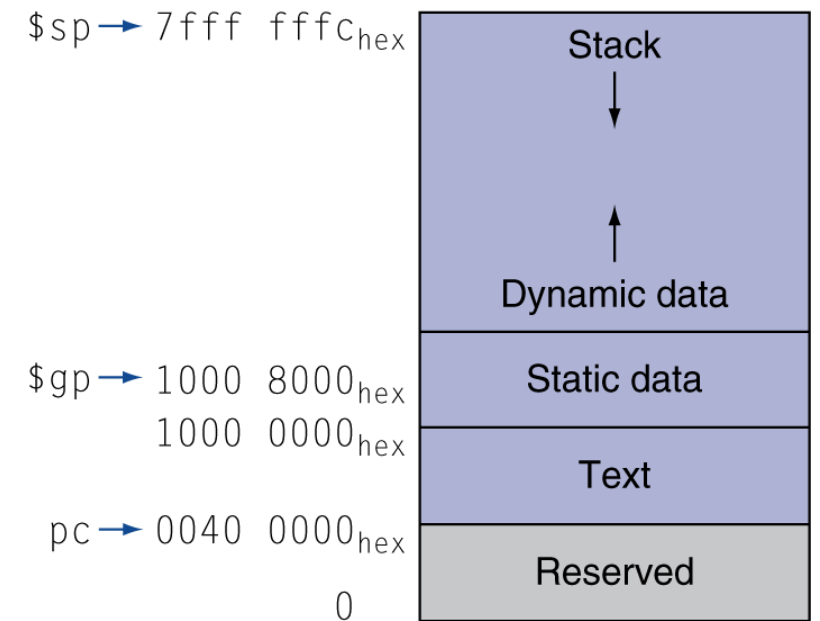 $sp→ 7fff fffchex Stack
Dynamic data
$gp→ 1000 8000hex Static data
1000 0000hex
Text
pc→ 0040 0000hex
Reserved
0